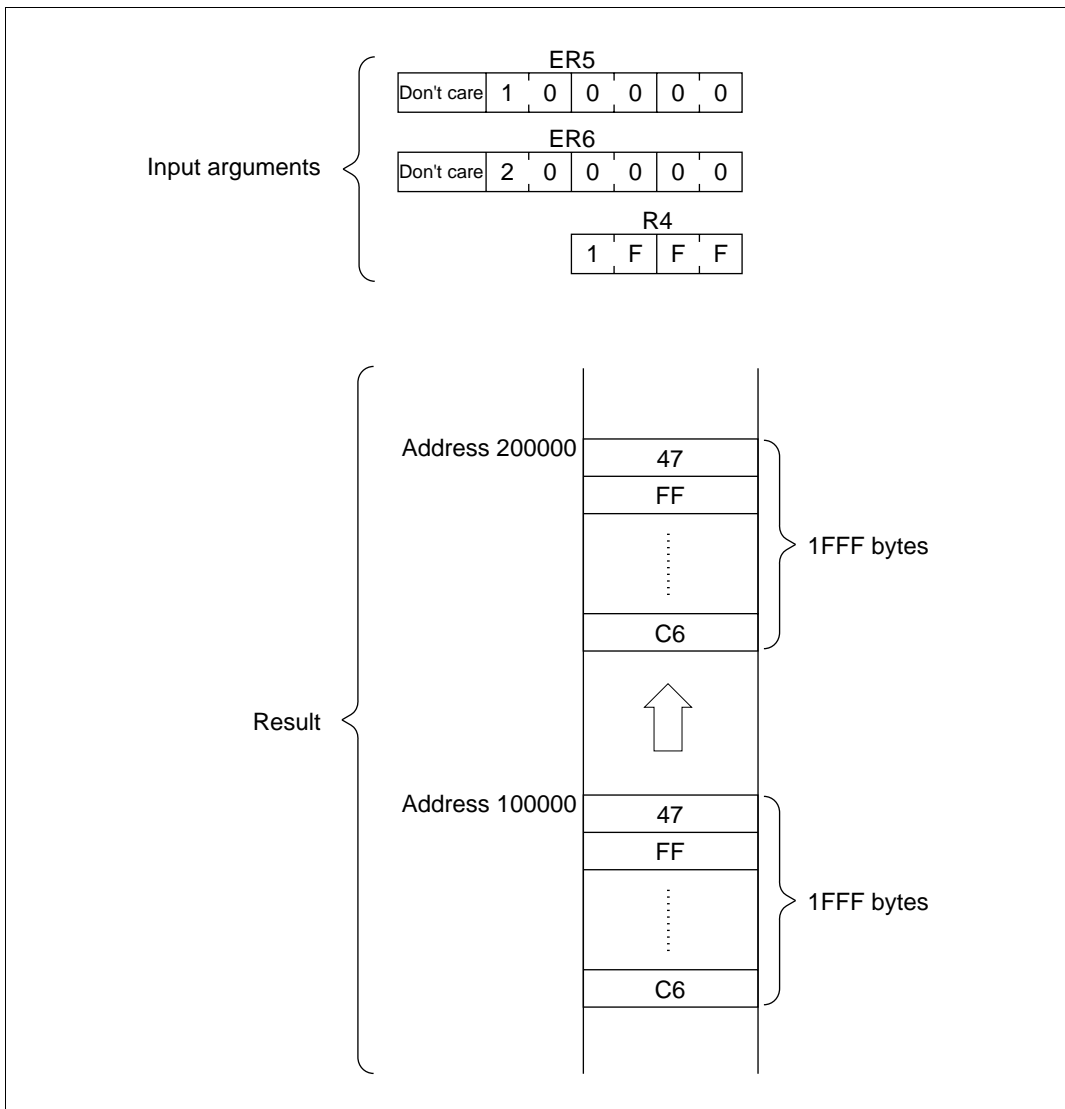 ER5
Don't care 1 0 0 0 0 0
ER6
Input arguments
Don't care 2 0 0 0 0 0
R4
1 F F F
Address 200000
47
FF
1FFF bytes
C6
Result
Address 100000
47
FF
1FFF bytes
C6